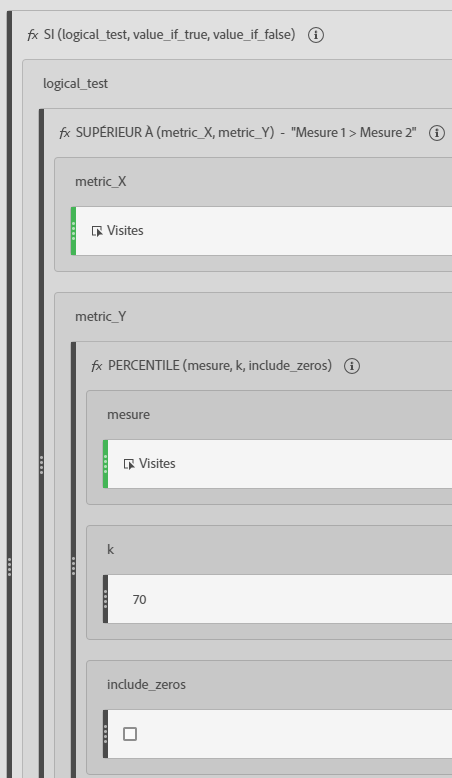 fx SI (logical_test, value_if_true, value_if_false)
logical_test
fx SUPÉRIEUR À (metric_X, metric_Y) - "Mesure 1 > Mesure 2"
metric_X
Visites
metric_Y
fx PERCENTILE (mesure, k, include_zeros)
mesure
Visites
k
70
include_zeros